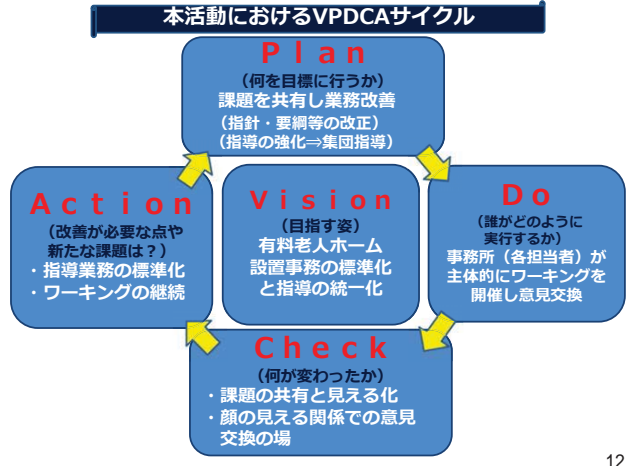 本活動におけるVPDCAサイクル
Ｐｌａｎ
（何を目標に行うか）
課題を共有し業務改善
（指針・要綱等の改正）
（指導の強化⇒集団指導）
Ａｃｔｉｏｎ
（改善が必要な点や
新たな課題は？）
・指導業務の標準化
・ワーキングの継続
Ｖｉｓｉｏｎ
（目指す姿）
有料老人ホーム
設置事務の標準化
と指導の統一化
Ｄｏ
（誰がどのように
実行するか）
事務所（各担当者）が
主体的にワーキングを
開催し意見交換
Ｃｈｅｃｋ
（何が変わったか）
・課題の共有と見える化
・顔の見える関係での意見
交換の場
12